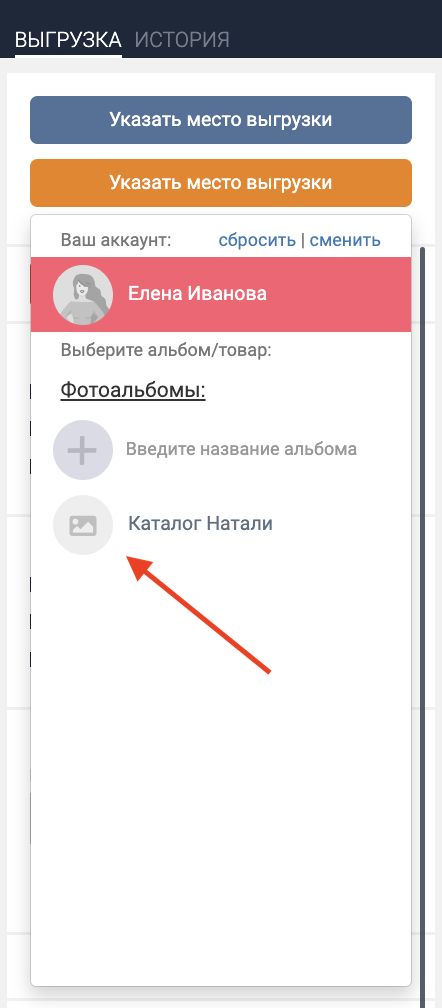 ВЫГРУЗКА ИСТОРИЯ
Указать место выгрузки
Указать место выгрузки
Ваш аккаунт: сбросить | сменить
Елена Иванова
Выберите альбом/товар:
Фотоальбомы:
Введите название альбома
Каталог Натали